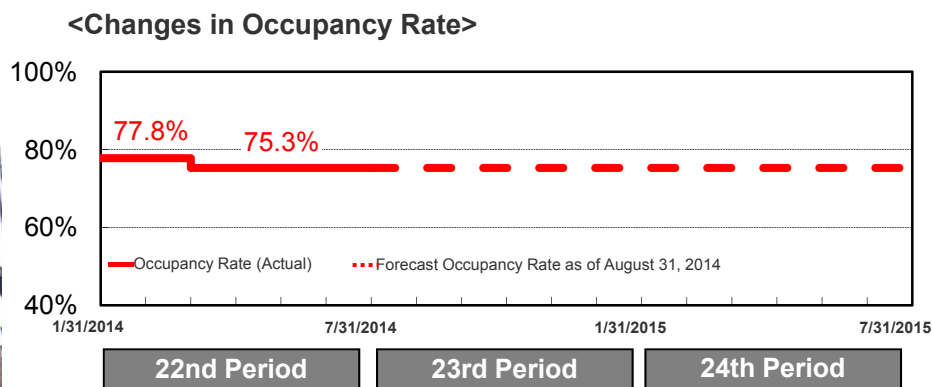 <Changes in Occupancy Rate>
100%
77.8%
75.3%
80%
60%
Occupancy Rate (Actual)
Forecast Occupancy Rate as of August 31, 2014
40%
1/31/2014
7/31/2014
1/31/2015
7/31/2015
22nd Period
23rd Period
24th Period